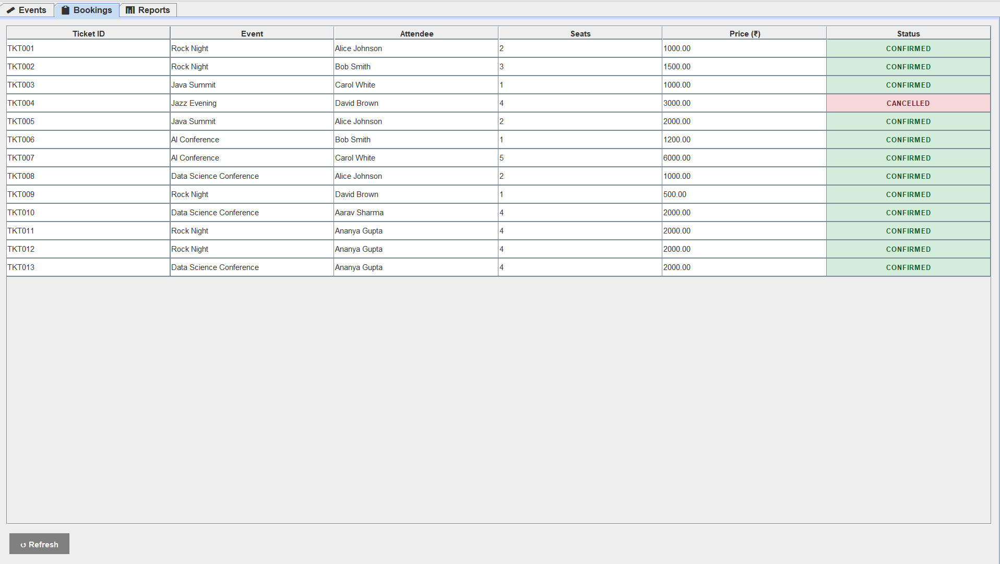 Events Bookings Reports
Ticket ID Event Attendee Seats Price (₹) Status
TKT001 Rock Night Alice Johnson 2 1000.00 CONFIRMED
TKT002 Rock Night Bob Smith 3 1500.00 CONFIRMED
TKT003 Java Summit Carol White 1 1000.00 CONFIRMED
TKT004 Jazz Evening David Brown 4 3000.00 CANCELLED
TKT005 Java Summit Alice Johnson 2 2000.00 CONFIRMED
TKT006 AI Conference Bob Smith 1 1200.00 CONFIRMED
TKT007 AI Conference Carol White 5 6000.00 CONFIRMED
TKT008 Data Science Conference Alice Johnson 2 1000.00 CONFIRMED
TKT009 Rock Night David Brown 1 500.00 CONFIRMED
TKT010 Data Science Conference Aarav Sharma 4 2000.00 CONFIRMED
TKT011 Rock Night Ananya Gupta 4 2000.00 CONFIRMED
TKT012 Rock Night Ananya Gupta 4 2000.00 CONFIRMED
TKT013 Data Science Conference Ananya Gupta 4 2000.00 CONFIRMED
↺ Refresh